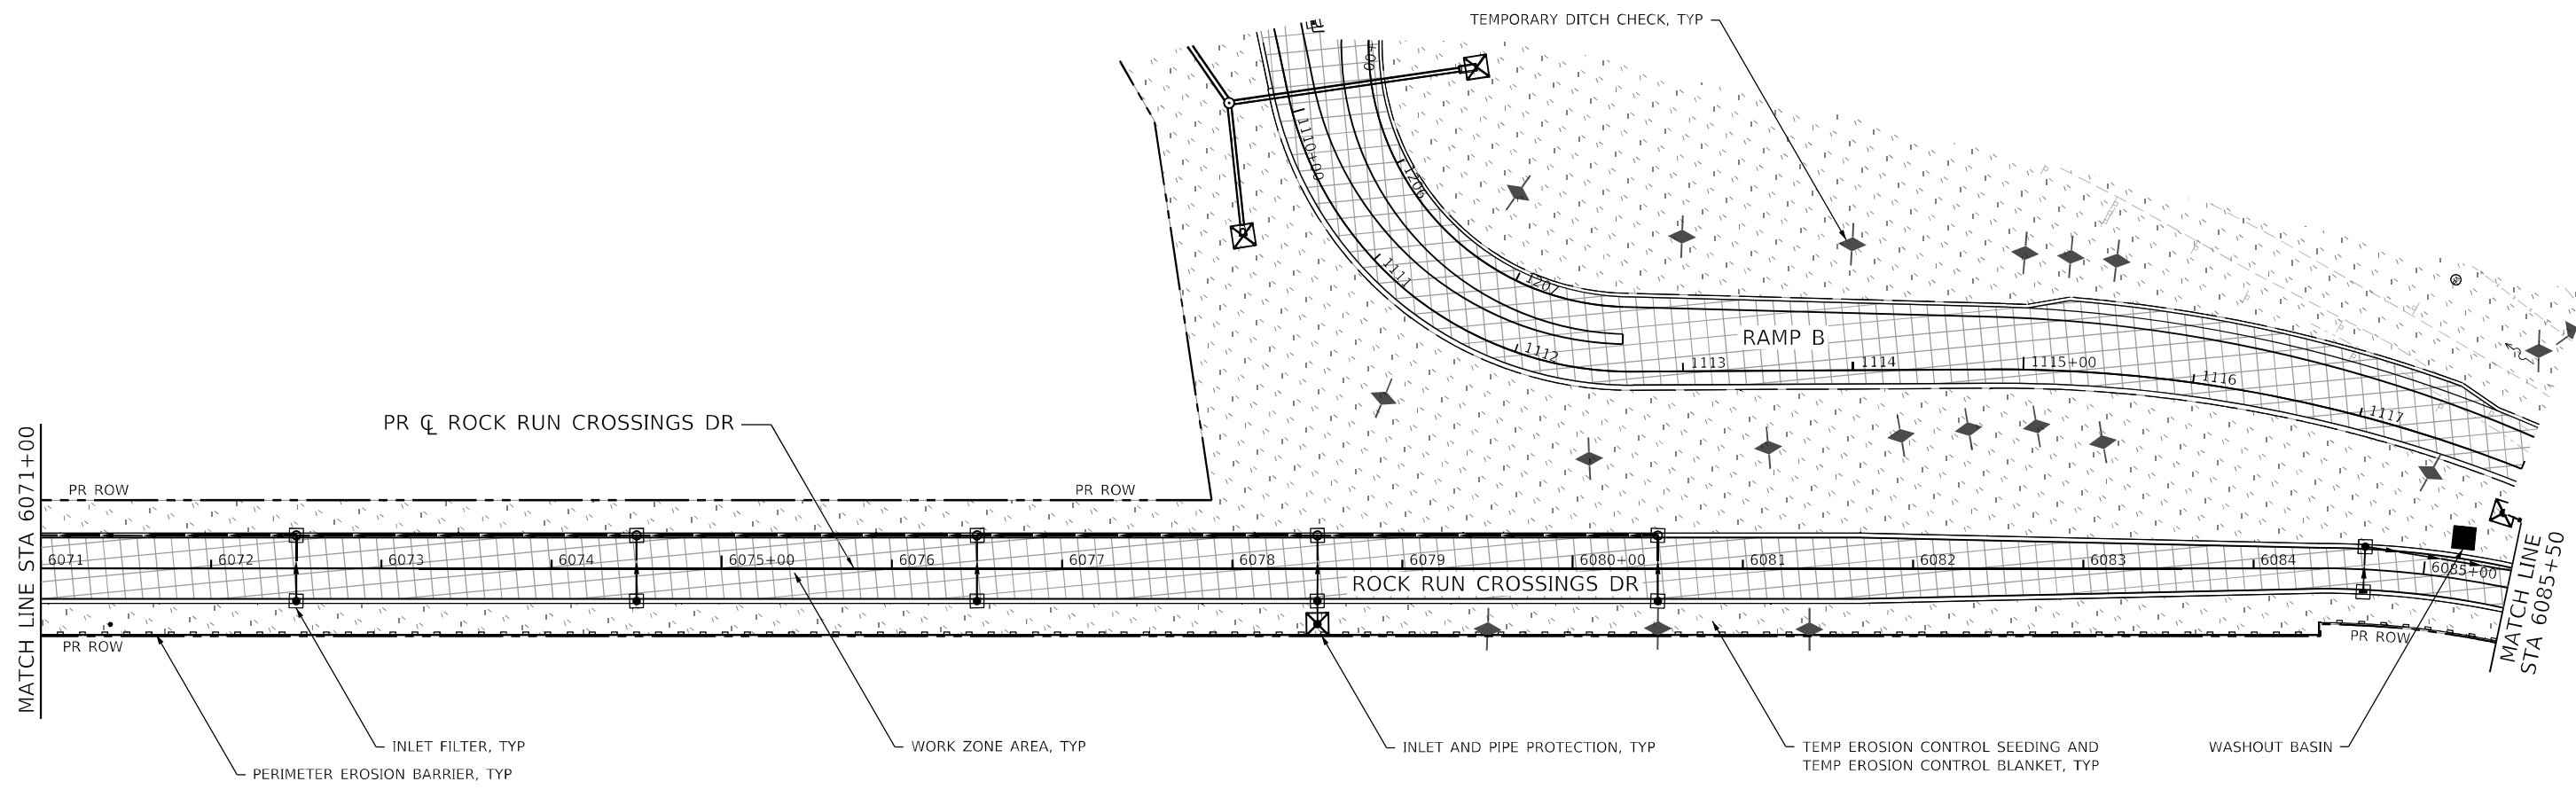 TEMPORARY DITCH CHECK, TYP
1110+00
1206
1111
1207
1112
RAMP B
1113
1114
1115+00
1116
1117
PR ℄ ROCK RUN CROSSINGS DR
MATCH LINE STA 6071+00
PR ROW
PR ROW
6071
6072
6073
6074
6075+00
6076
6077
6078
6079
6080+00
6081
6082
6083
6084
6085+00
ROCK RUN CROSSINGS DR
MATCH LINE
STA 6085+50
PR ROW
PR ROW
INLET FILTER, TYP
PERIMETER EROSION BARRIER, TYP
WORK ZONE AREA, TYP
INLET AND PIPE PROTECTION, TYP
TEMP EROSION CONTROL SEEDING AND
TEMP EROSION CONTROL BLANKET, TYP
WASHOUT BASIN